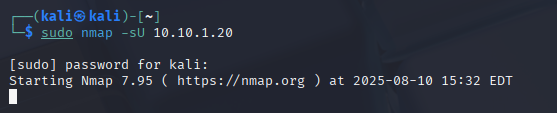 ┌──(kali㉿kali)-[~]
└─$ sudo nmap -sU 10.10.1.20
[sudo] password for kali:
Starting Nmap 7.95 ( https://nmap.org ) at 2025-08-10 15:32 EDT